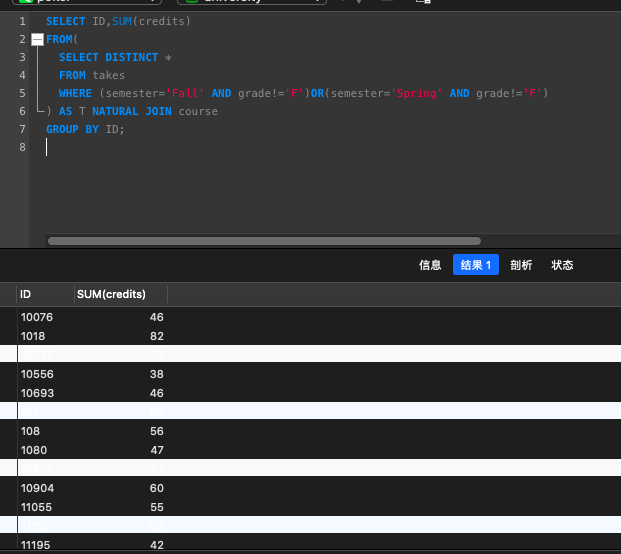 1 SELECT ID,SUM(credits)
2 FROM(
3 SELECT DISTINCT *
4 FROM takes
5 WHERE (semester='Fall' AND grade!='F')OR(semester='Spring' AND grade!='F')
6 ) AS T NATURAL JOIN course
7 GROUP BY ID;
8
信息 结果 1 剖析 状态
ID SUM(credits)
10076 46
1018 82
10556 38
10693 46
108 56
1080 47
10904 60
11055 55
11195 42